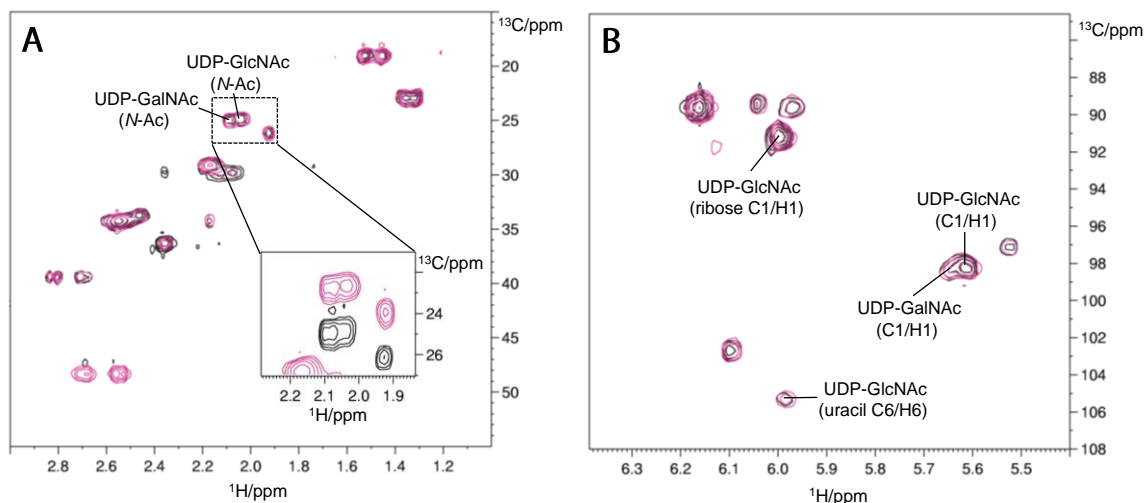 A
¹³C/ppm
UDP-GlcNAc
(N-Ac)
UDP-GalNAc
(N-Ac)
20
25
30
35
40
45
50
¹³C/ppm
24
26
2.2 2.1 2.0 1.9
¹H/ppm
2.8 2.6 2.4 2.2 2.0 1.8 1.6 1.4 1.2
¹H/ppm
B
¹³C/ppm
88
90
92
94
96
98
100
102
104
106
108
UDP-GlcNAc
(ribose C1/H1)
UDP-GlcNAc
(C1/H1)
UDP-GalNAc
(C1/H1)
UDP-GlcNAc
(uracil C6/H6)
6.3 6.2 6.1 6.0 5.9 5.8 5.7 5.6 5.5
¹H/ppm